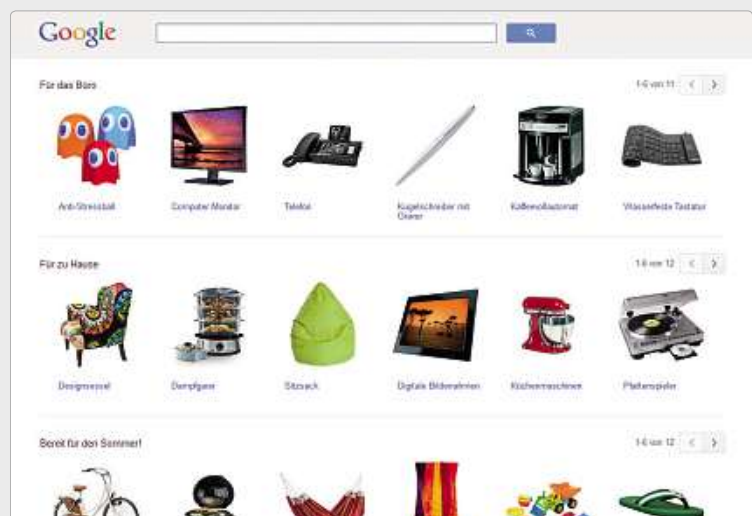 Google
Für das Büro
1-6 von 11
Anti-Stressball
Computer Monitor
Telefon
Kugelschreiber mit
Gravur
Kaffeevollautomat
Wasserfeste Tastatur
Für zu Hause
1-6 von 12
Designsessel
Dampfgarer
Sitzsack
Digitale Bilderrahmen
Küchenmaschinen
Plattenspieler
Bereit für den Sommer!
1-6 von 12